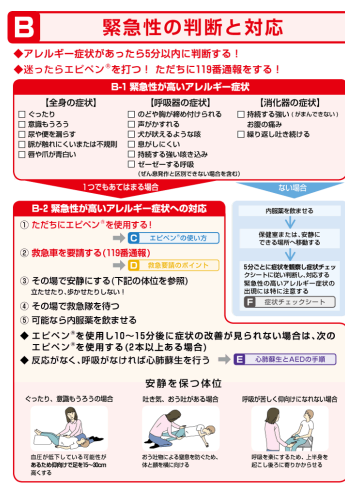 B 緊急性の判断と対応
◆アレルギー症状があったら5分以内に判断する！
◆迷ったらエピペン®を打つ！ ただちに119番通報をする！
B-1 緊急性が高いアレルギー症状
【全身の症状】
□ ぐったり
□ 意識もうろう
□ 尿や便を漏らす
□ 脈が触れにくいまたは不規則
□ 唇や爪が青白い
【呼吸器の症状】
□ のどや胸が締め付けられる
□ 声がかすれる
□ 犬が吠えるような咳
□ 息がしにくい
□ 持続する強い咳き込み
□ ゼーゼーする呼吸
（ぜん息発作と区別できない場合を含む）
【消化器の症状】
□ 持続する強い（がまんできない）
お腹の痛み
□ 繰り返し吐き続ける
1つでもあてはまる場合
ない場合
B-2 緊急性が高いアレルギー症状への対応
① ただちにエピペン®を使用する！
C エピペン®の使い方
② 救急車を要請する（119番通報）
D 救急要請のポイント
③ その場で安静にする（下記の体位を参照）
立たせたり、歩かせたりしない！
④ その場で救急隊を待つ
⑤ 可能なら内服薬を飲ませる
内服薬を飲ませる
保健室または、安静に
できる場所へ移動する
5分ごとに症状を観察し症状チェッ
クシートに従い判断し、対応する
緊急性の高いアレルギー症状の
出現には特に注意する
F 症状チェックシート
◆ エピペン®を使用し10〜15分後に症状の改善が見られない場合は、次の
エピペン®を使用する（2本以上ある場合）
◆ 反応がなく、呼吸がなければ心肺蘇生を行う E 心肺蘇生とAEDの手順
安静を保つ体位
ぐったり、意識もうろうの場合
血圧が低下している可能性が
あるため仰向けで足を15〜30cm
高くする
吐き気、おう吐がある場合
おう吐物による窒息を防ぐため、
体と顔を横に向ける
呼吸が苦しく仰向けになれない場合
呼吸を楽にするため、上半身を
起こし後ろに寄りかからせる